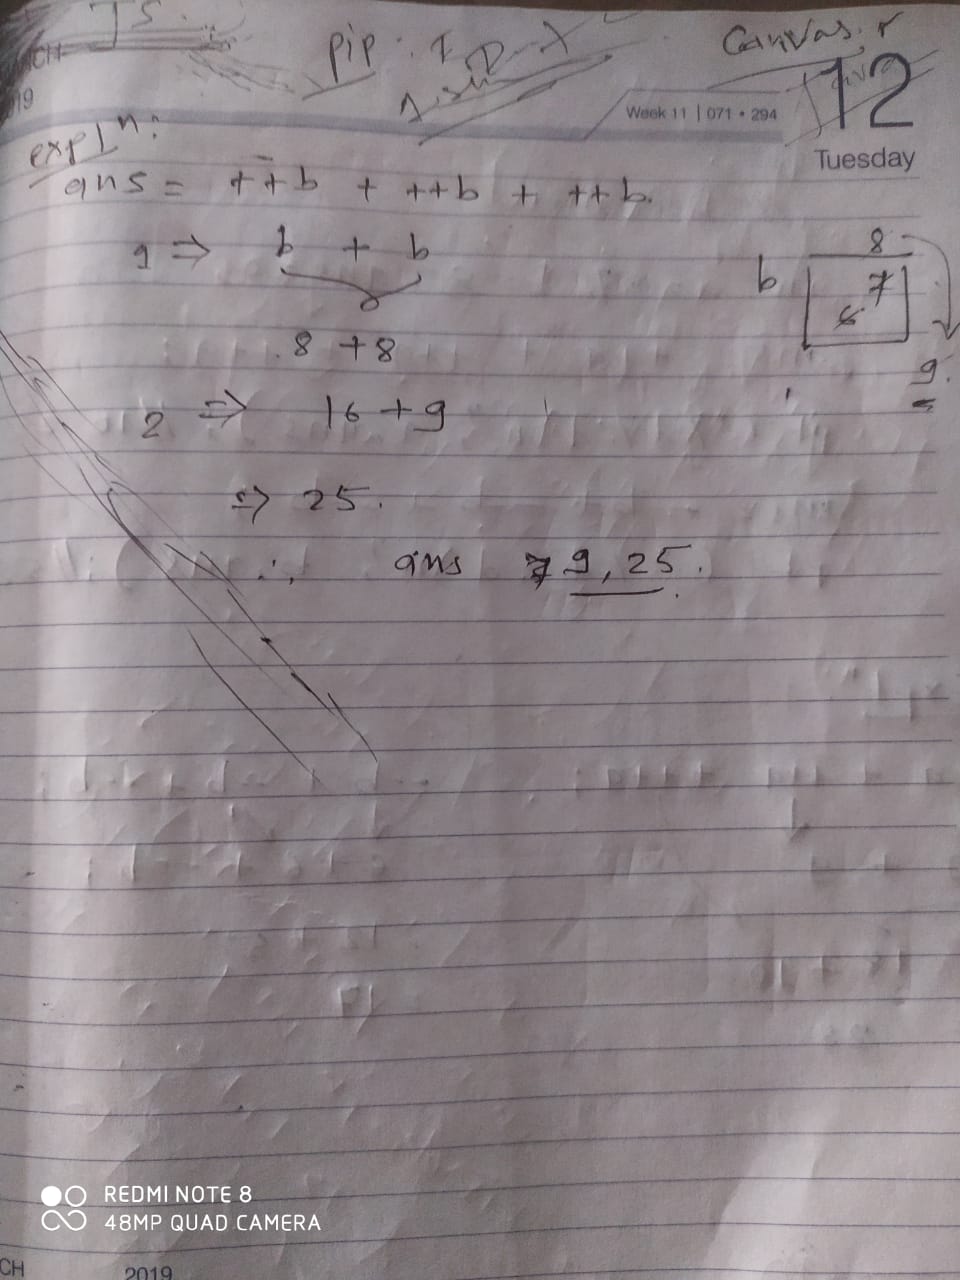 JS.
pip: I
Canvas.
CH
19
Week 11 | 071 • 294
12
Tuesday
expl^n:
ans = ++b + ++b + ++b.
1 ⇒ b + b
8 + 8
2 ⇒ 16 + 9
⇒ 25.
∴ ans 9, 25.
b
8
7
6
9
REDMI NOTE 8
48MP QUAD CAMERA
CH 2019